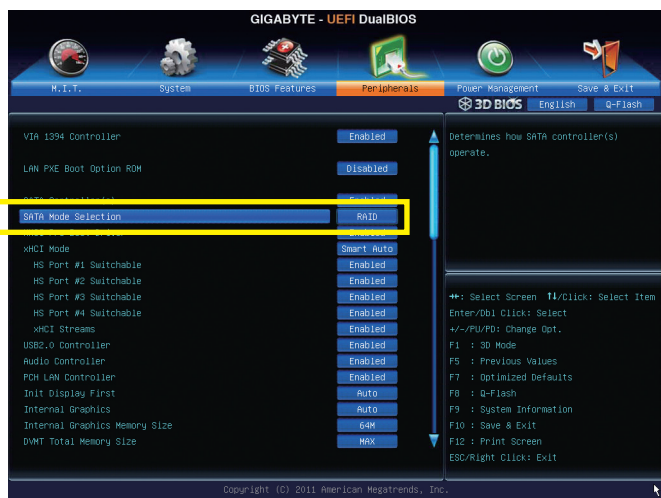 GIGABYTE - UEFI DualBIOS
M.I.T.
System
BIOS Features
Peripherals
Power Management
Save & Exit
3D BIOS
English
Q-Flash
VIA 1394 Controller Enabled
LAN PXE Boot Option ROM Disabled
SATA Mode Selection RAID
xHCI Mode Smart Auto
HS Port #1 Switchable Enabled
HS Port #2 Switchable Enabled
HS Port #3 Switchable Enabled
HS Port #4 Switchable Enabled
xHCI Streams Enabled
USB2.0 Controller Enabled
Audio Controller Enabled
PCH LAN Controller Enabled
Init Display First Auto
Internal Graphics Auto
Internal Graphics Memory Size 64M
DVMT Total Memory Size MAX
Determines how SATA controller(s)
operate.
→←: Select Screen ↑↓/Click: Select Item
Enter/Dbl Click: Select
+/-/PU/PD: Change Opt.
F1 : 3D Mode
F5 : Previous Values
F7 : Optimized Defaults
F8 : Q-Flash
F9 : System Information
F10 : Save & Exit
F12 : Print Screen
ESC/Right Click: Exit
Copyright (C) 2011 American Megatrends, Inc.